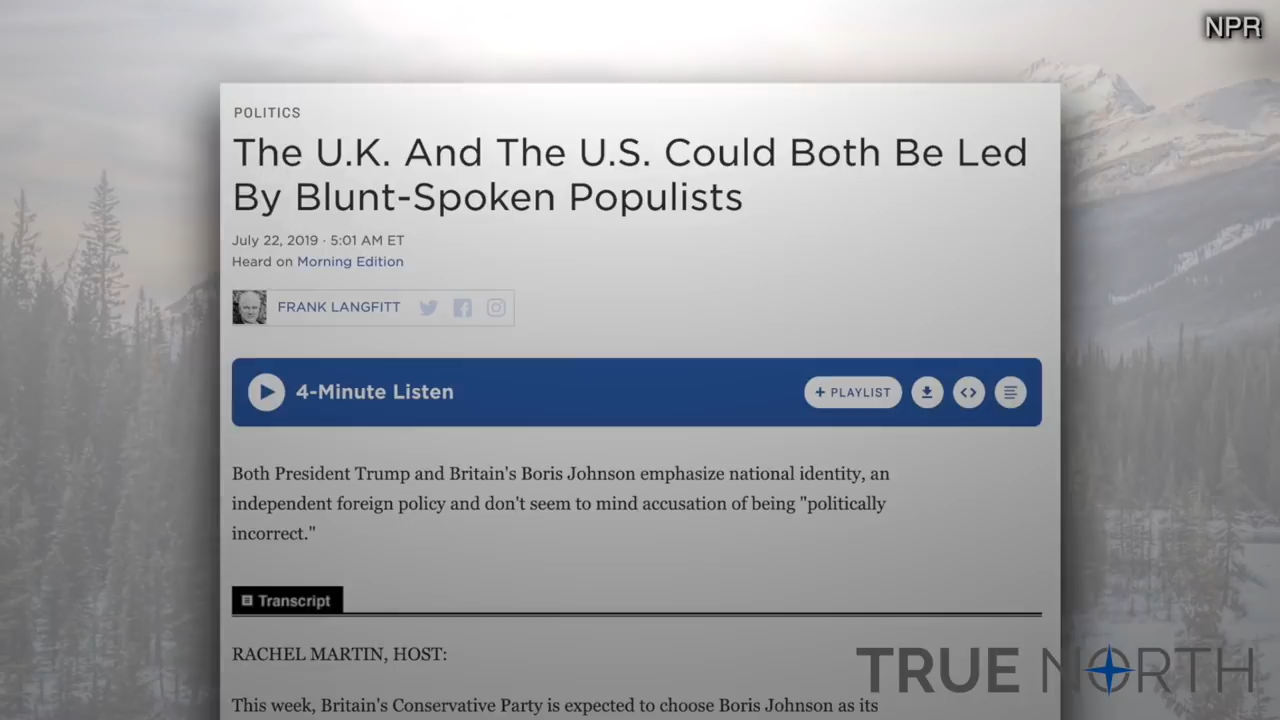 NPR
POLITICS
The U.K. And The U.S. Could Both Be Led
By Blunt-Spoken Populists
July 22, 2019 · 5:01 AM ET
Heard on Morning Edition
FRANK LANGFITT
4-Minute Listen
+ PLAYLIST
Both President Trump and Britain's Boris Johnson emphasize national identity, an
independent foreign policy and don't seem to mind accusation of being "politically
incorrect."
Transcript
RACHEL MARTIN, HOST:
This week, Britain's Conservative Party is expected to choose Boris Johnson as its
TRUE NORTH